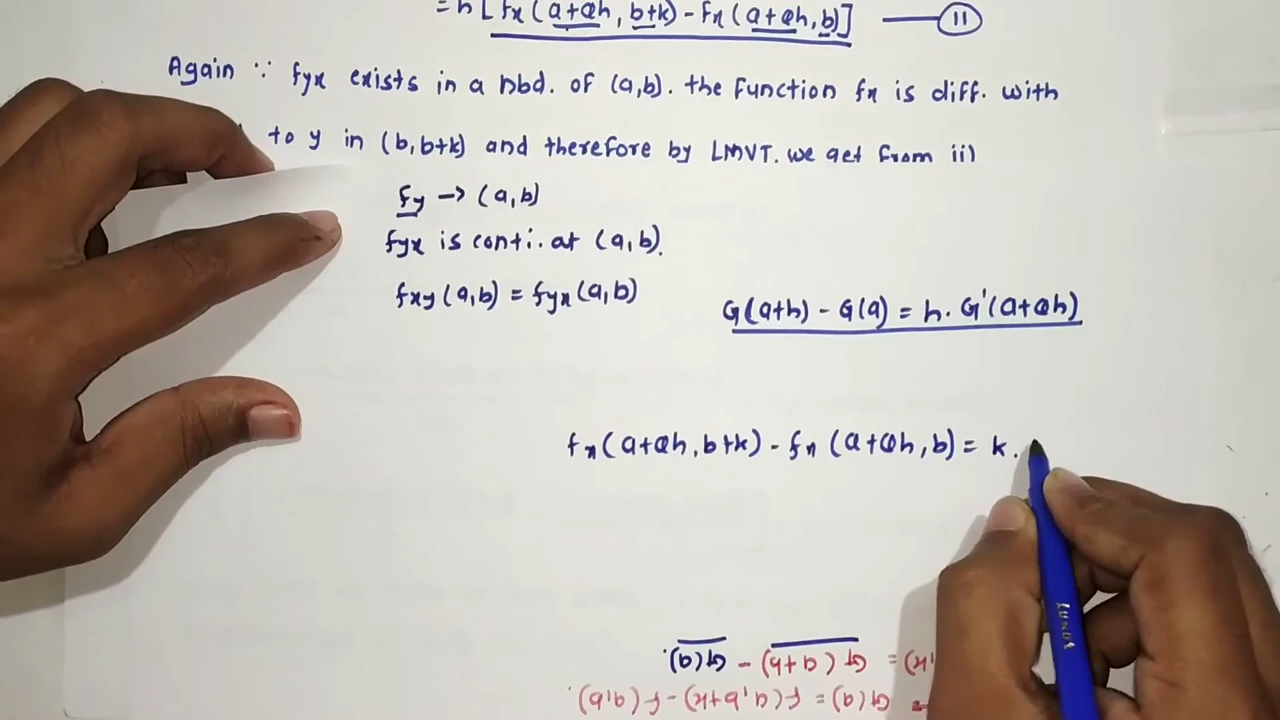 = h [ fx ( a+θh, b+k) - fx ( a+θh, b)] —— 11
Again ∵ fyx exists in a nbd. of (a,b). the function fx is diff. with
to y in (b, b+k) and therefore by LMVT. we get from ii)
fy → (a, b)
fyx is conti. at (a, b).
fxy (a, b) = fyx (a, b)
G(a+h) - G(a) = h. G'(a+θh)
fx (a+θh, b+k) - fx (a+θh, b) = k.
G(a+h) - G(a).
G(a) = f(a, b+k) - f(a, b).
LUXOR